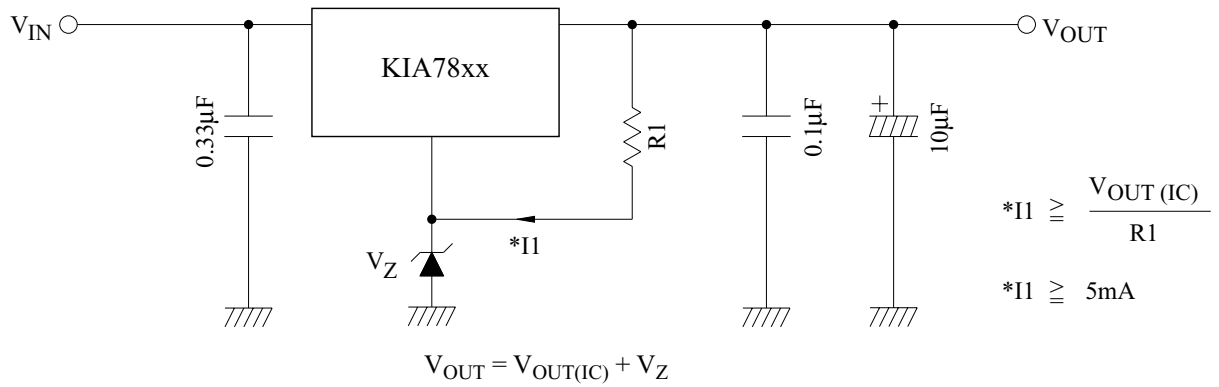 V_IN
KIA78xx
V_OUT
0.33µF
R1
0.1µF
+
10µF
*I1
V_Z
*I1 ≧ V_OUT (IC) / R1
*I1 ≧ 5mA
V_OUT = V_OUT(IC) + V_Z